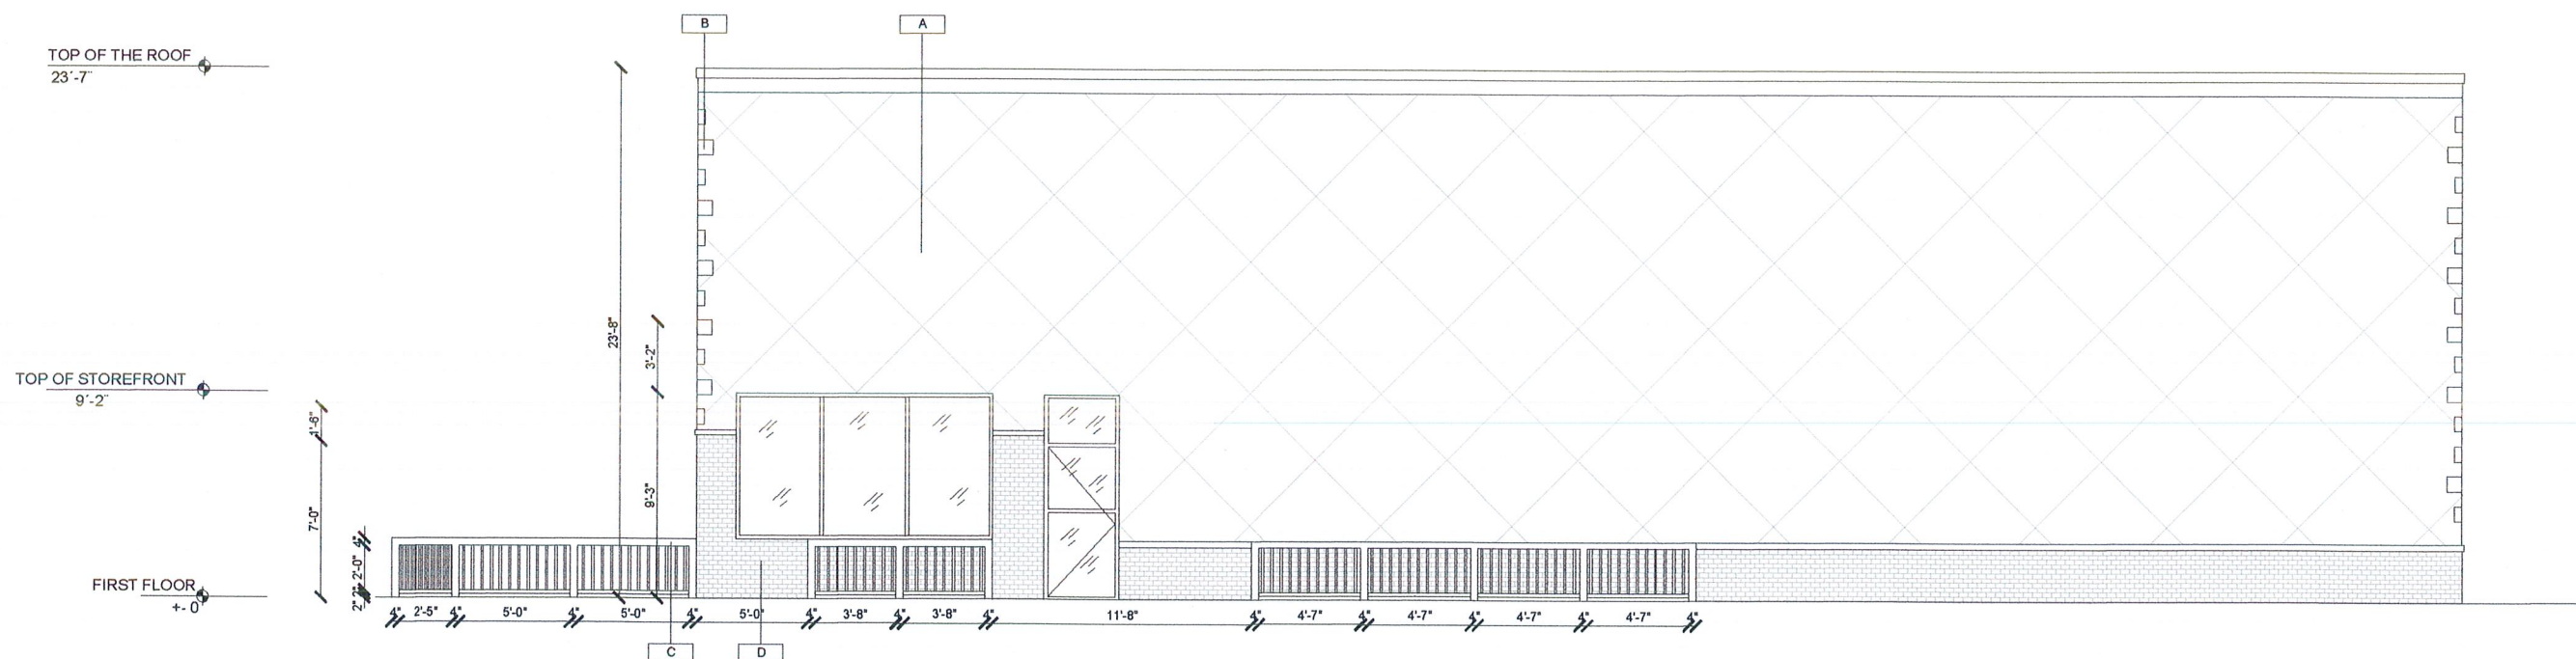 B
A
TOP OF THE ROOF
23'-7"
23'-8"
3'-2"
TOP OF STOREFRONT
9'-2"
1'-6"
9'-3"
7'-0"
4"
2'-0"
2"
FIRST FLOOR
+- 0
4" 2'-5" 4" 5'-0" 4" 5'-0" 4" 5'-0" 4" 3'-8" 4" 3'-8" 4" 11'-8" 4" 4'-7" 4" 4'-7" 4" 4'-7" 4" 4'-7" 4"
C
D